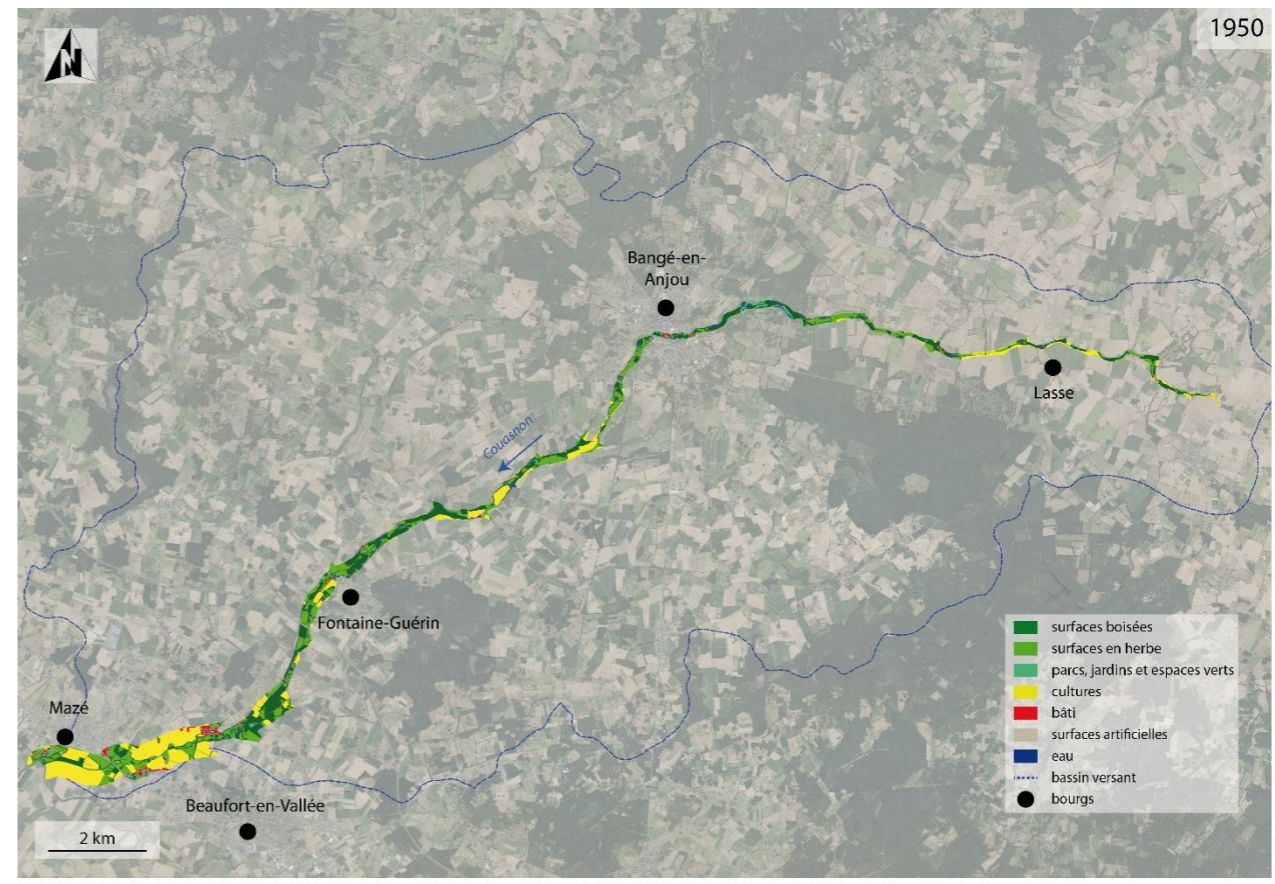 1950
N
Bangé-en-
Anjou
Lasse
Couasnon
Fontaine-Guérin
Mazé
Beaufort-en-Vallée
2 km
surfaces boisées
surfaces en herbe
parcs, jardins et espaces verts
cultures
bâti
surfaces artificielles
eau
bassin versant
bourgs